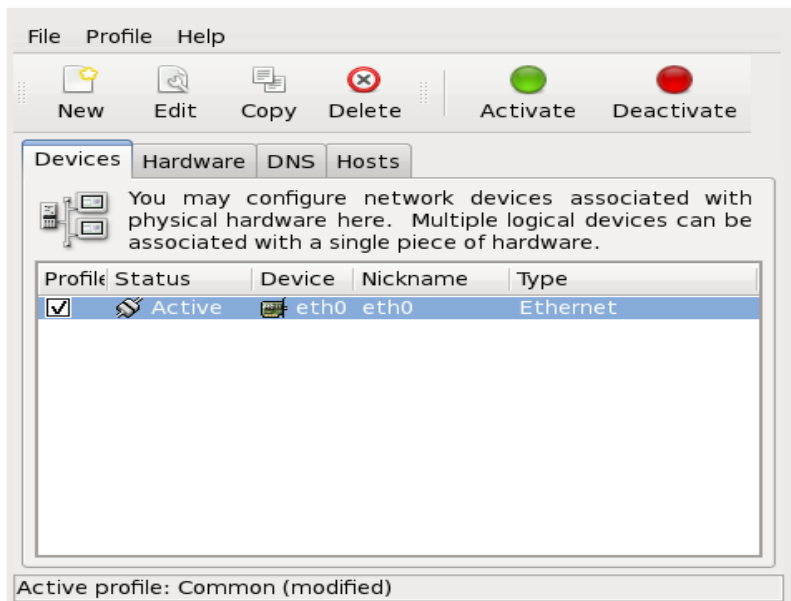 File Profile Help
New Edit Copy Delete Activate Deactivate
Devices Hardware DNS Hosts
You may configure network devices associated with
physical hardware here. Multiple logical devices can be
associated with a single piece of hardware.
Profile Status Device Nickname Type
Active eth0 eth0 Ethernet
Active profile: Common (modified)